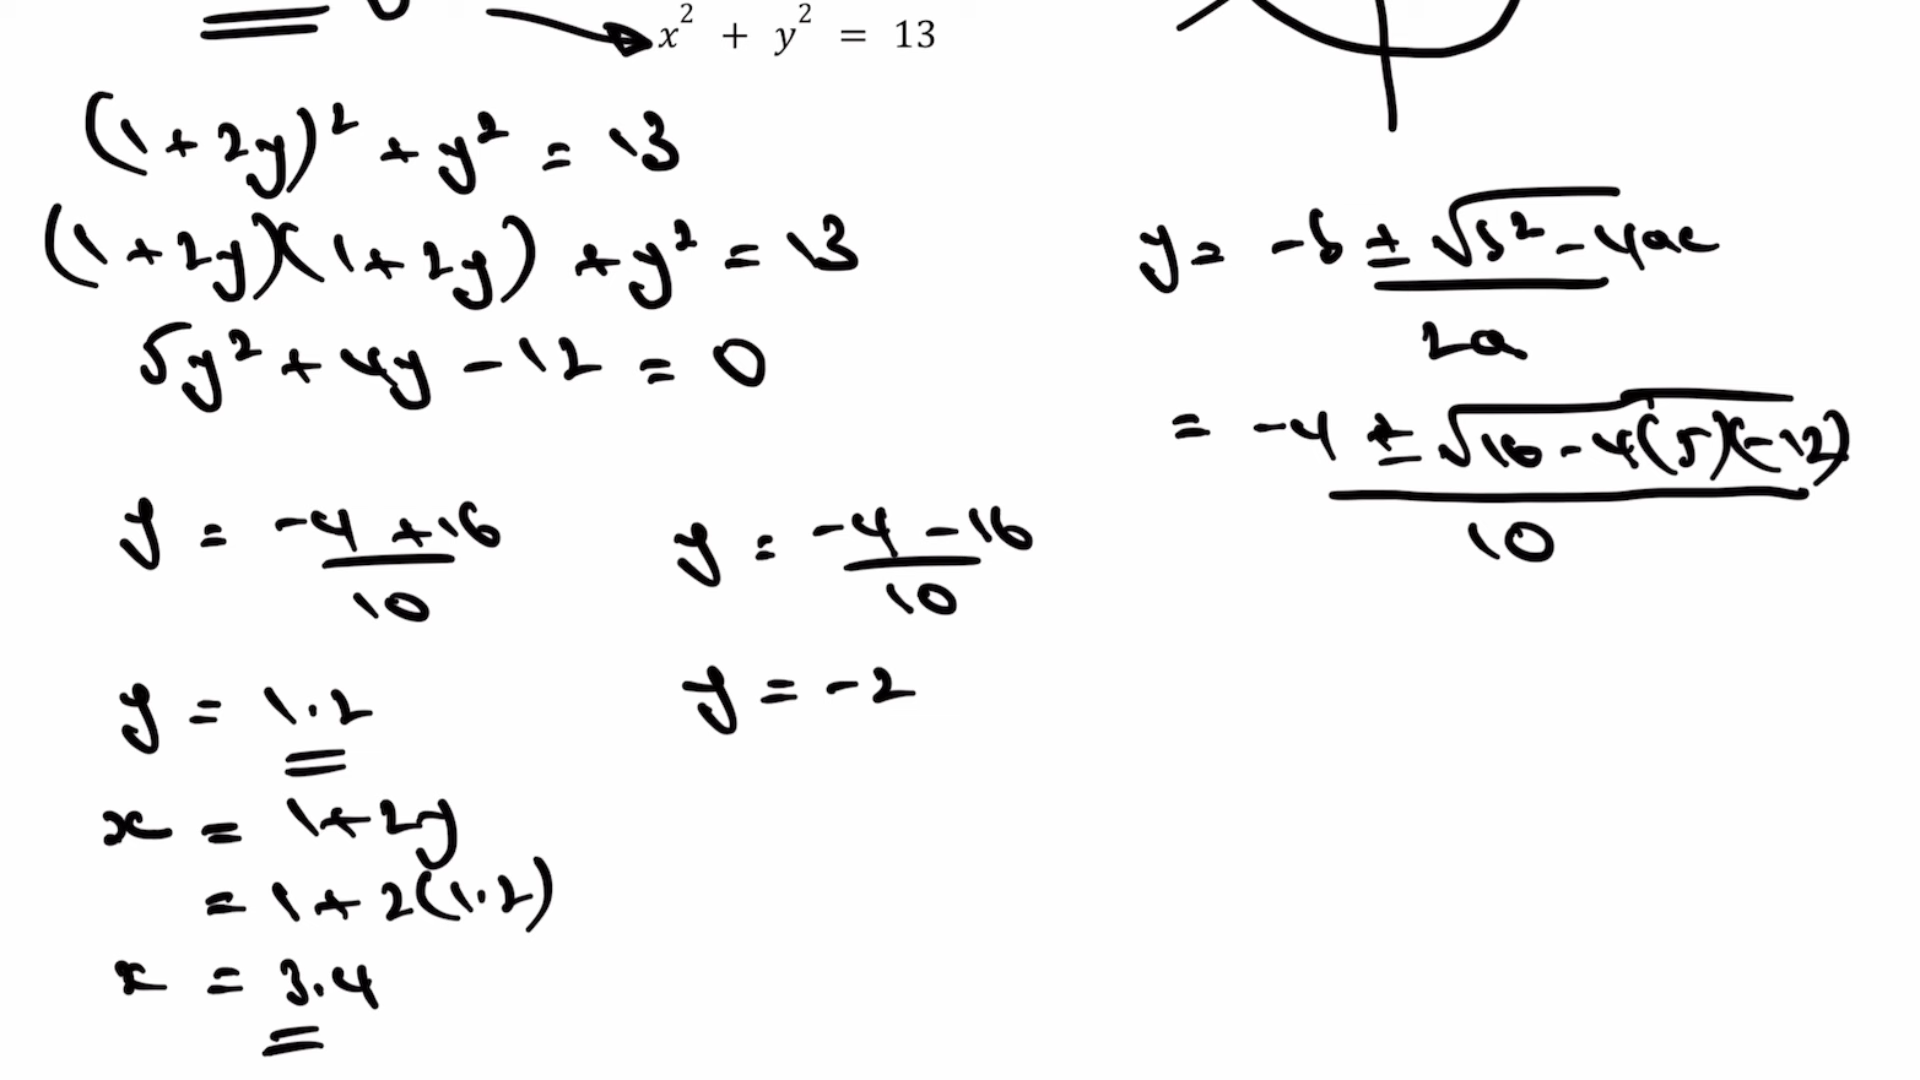 x² + y² = 13
(1+2y)² + y² = 13
(1+2y)(1+2y) + y² = 13
5y² + 4y - 12 = 0
y = -4+16/10
y = 1.2
x = 1+2y
= 1+2(1.2)
x = 3.4
y = -4-16/10
y = -2
y = -b ± √b² - 4ac/2a
= -4 ± √16-4(5)(-12)/10